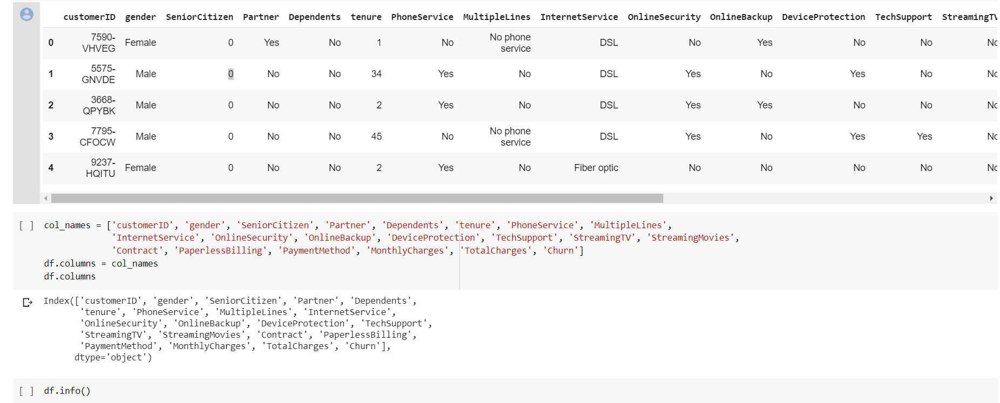 customerID gender SeniorCitizen Partner Dependents tenure PhoneService MultipleLines InternetService OnlineSecurity OnlineBackup DeviceProtection TechSupport StreamingTV
0 7590-VHVEG Female 0 Yes No 1 No No phone service DSL No Yes No No No
1 5575-GNVDE Male 0 No No 34 Yes No DSL Yes No Yes No No
2 3668-QPYBK Male 0 No No 2 Yes No DSL Yes Yes No No No
3 7795-CFOCW Male 0 No No 45 No No phone service DSL Yes No Yes Yes No
4 9237-HQITU Female 0 No No 2 Yes No Fiber optic No No No No No
[ ] col_names = ['customerID', 'gender', 'SeniorCitizen', 'Partner', 'Dependents', 'tenure', 'PhoneService', 'MultipleLines',
'InternetService', 'OnlineSecurity', 'OnlineBackup', 'DeviceProtection', 'TechSupport', 'StreamingTV', 'StreamingMovies',
'Contract', 'PaperlessBilling', 'PaymentMethod', 'MonthlyCharges', 'TotalCharges', 'Churn']
df.columns = col_names
df.columns
Index(['customerID', 'gender', 'SeniorCitizen', 'Partner', 'Dependents',
'tenure', 'PhoneService', 'MultipleLines', 'InternetService',
'OnlineSecurity', 'OnlineBackup', 'DeviceProtection', 'TechSupport',
'StreamingTV', 'StreamingMovies', 'Contract', 'PaperlessBilling',
'PaymentMethod', 'MonthlyCharges', 'TotalCharges', 'Churn'],
dtype='object')
[ ] df.info()